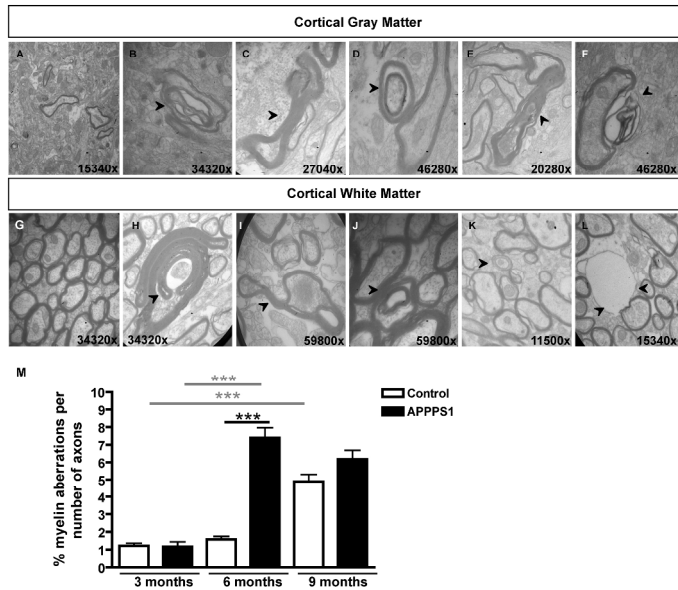 Cortical Gray Matter
A B C D E F
15340x 34320x 27040x 46280x 20280x 46280x
Cortical White Matter
G H I J K L
34320x 34320x 59800x 59800x 11500x 15340x
M
***
***
***
Control
APPPS1
% myelin aberrations per
number of axons
10
9
8
7
6
5
4
3
2
1
0
3 months 6 months 9 months